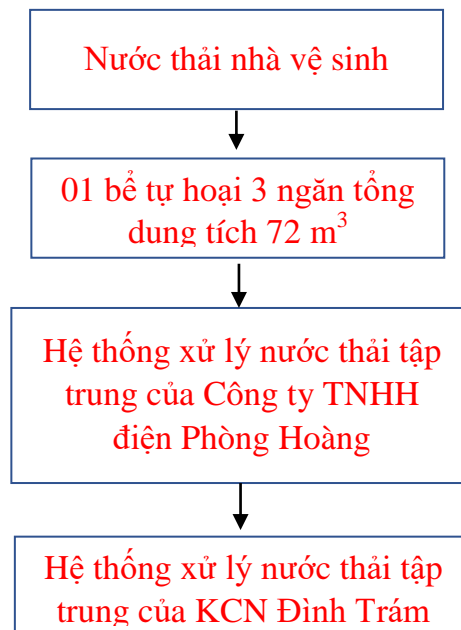 Nước thải nhà vệ sinh
01 bể tự hoại 3 ngăn tổng
dung tích 72 m³
Hệ thống xử lý nước thải tập
trung của Công ty TNHH
điện Phòng Hoàng
Hệ thống xử lý nước thải tập
trung của KCN Đình Trám